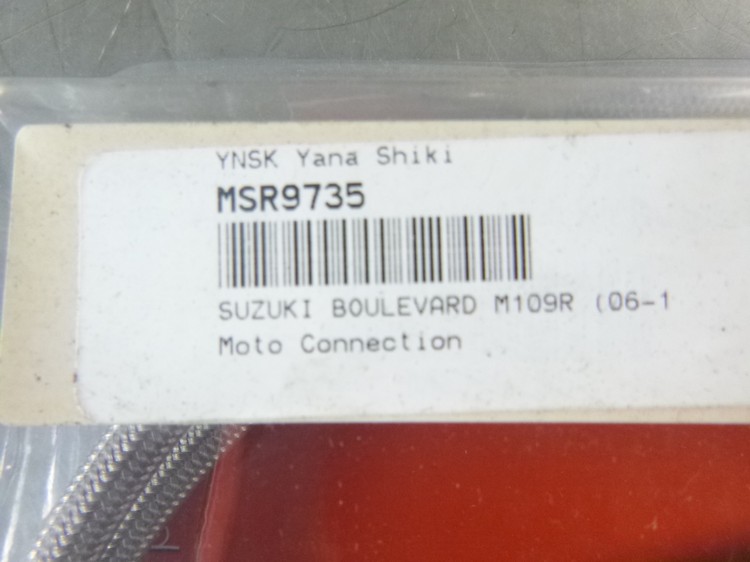 YNSK Yana Shiki
MSR9735
SUZUKI BOULEVARD M109R (06-1
Moto Connection